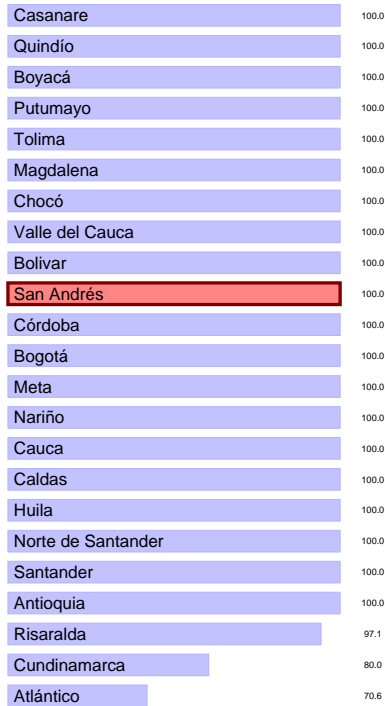 Casanare 100.0
Quindío 100.0
Boyacá 100.0
Putumayo 100.0
Tolima 100.0
Magdalena 100.0
Chocó 100.0
Valle del Cauca 100.0
Bolivar 100.0
San Andrés 100.0
Córdoba 100.0
Bogotá 100.0
Meta 100.0
Nariño 100.0
Cauca 100.0
Caldas 100.0
Huila 100.0
Norte de Santander 100.0
Santander 100.0
Antioquia 100.0
Risaralda 97.1
Cundinamarca 80.0
Atlántico 70.6